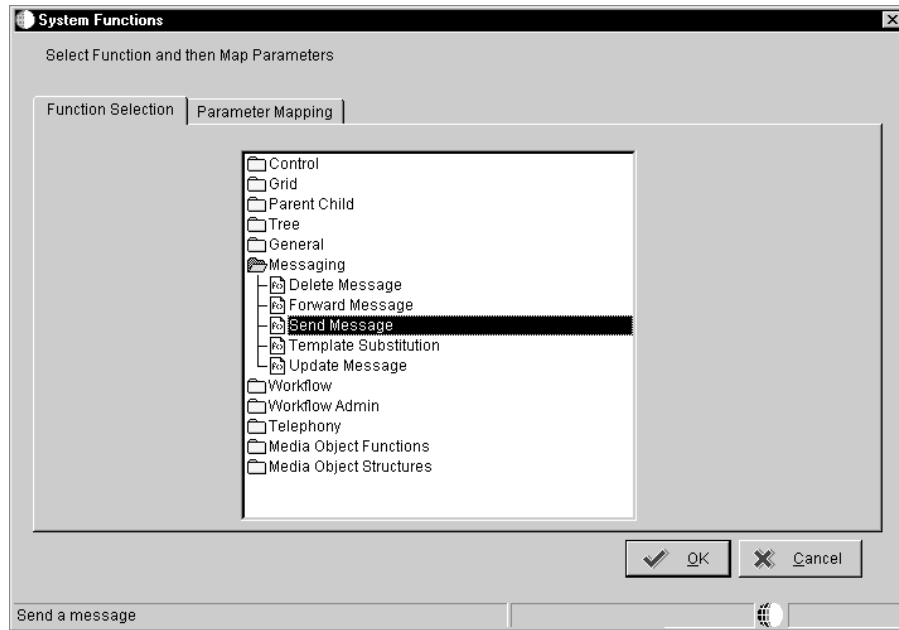 System Functions
Select Function and then Map Parameters
Function Selection
Parameter Mapping
Control
Grid
Parent Child
Tree
General
Messaging
Delete Message
Forward Message
Send Message
Template Substitution
Update Message
Workflow
Workflow Admin
Telephony
Media Object Functions
Media Object Structures
OK
Cancel
Send a message